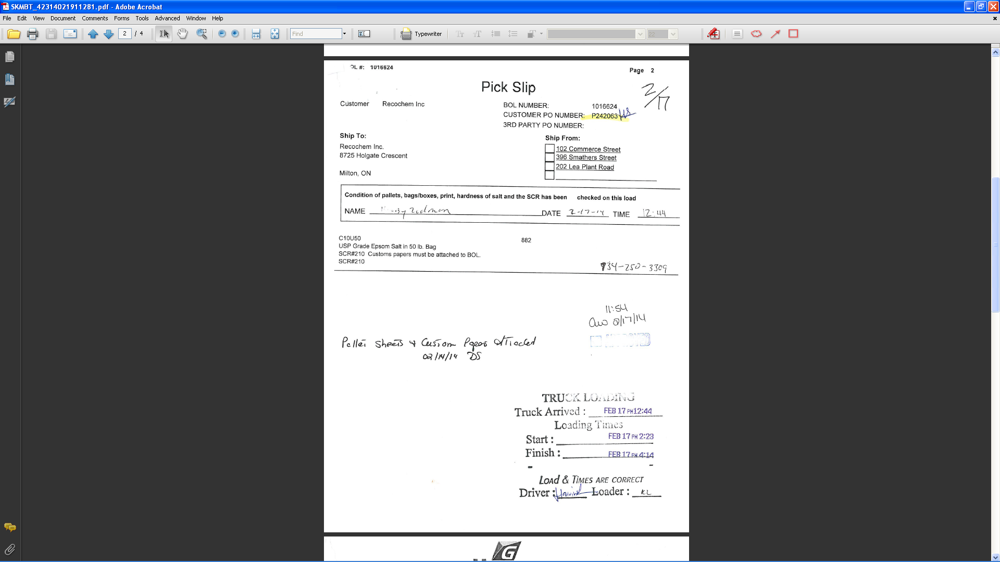 SKMBT_42314021911281.pdf - Adobe Acrobat
File Edit View Document Comments Forms Tools Advanced Window Help
2 / 4 Find Typewriter 22
OL #: 1016624
Page 2
Pick Slip
2/17
Customer Recochem Inc
BOL NUMBER: 1016624
CUSTOMER PO NUMBER: P242063
3RD PARTY PO NUMBER:
Ship To:
Recochem Inc.
8725 Holgate Crescent
Milton, ON
Ship From:
102 Commerce Street
396 Smathers Street
202 Lea Plant Road
Condition of pallets, bags/boxes, print, hardness of salt and the SCR has been checked on this load
NAME DATE 2-17-14 TIME 12:44
C10U50 882
USP Grade Epsom Salt in 50 lb. Bag
SCR#210 Customs papers must be attached to BOL.
SCR#210
734-250-3309
11:54
2/17/14
APPROVED
Pallet Sheets & Custom Papers Attached
02/14/14 DS
TRUCK LOADING
Truck Arrived : FEB 17 PM 12:44
Loading Times
Start : FEB 17 PM 2:23
Finish : FEB 17 PM 4:14
LOAD & TIMES ARE CORRECT
Driver : Loader : KL
G